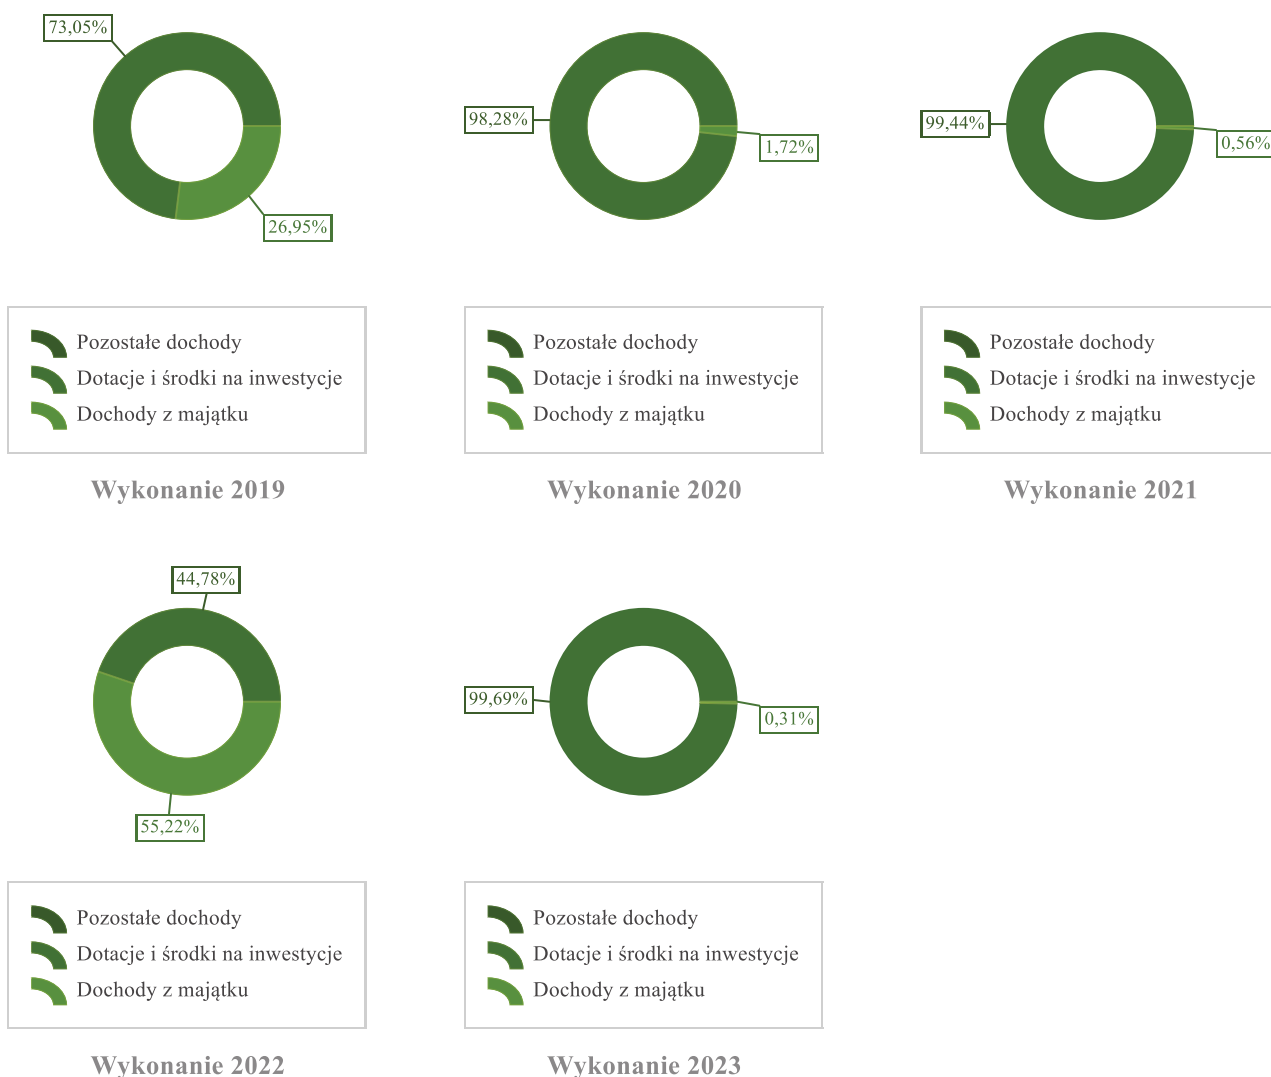 73,05%
26,95%
Pozostałe dochody
Dotacje i środki na inwestycje
Dochody z majątku
Wykonanie 2019
98,28%
1,72%
Pozostałe dochody
Dotacje i środki na inwestycje
Dochody z majątku
Wykonanie 2020
99,44%
0,56%
Pozostałe dochody
Dotacje i środki na inwestycje
Dochody z majątku
Wykonanie 2021
44,78%
55,22%
Pozostałe dochody
Dotacje i środki na inwestycje
Dochody z majątku
Wykonanie 2022
99,69%
0,31%
Pozostałe dochody
Dotacje i środki na inwestycje
Dochody z majątku
Wykonanie 2023